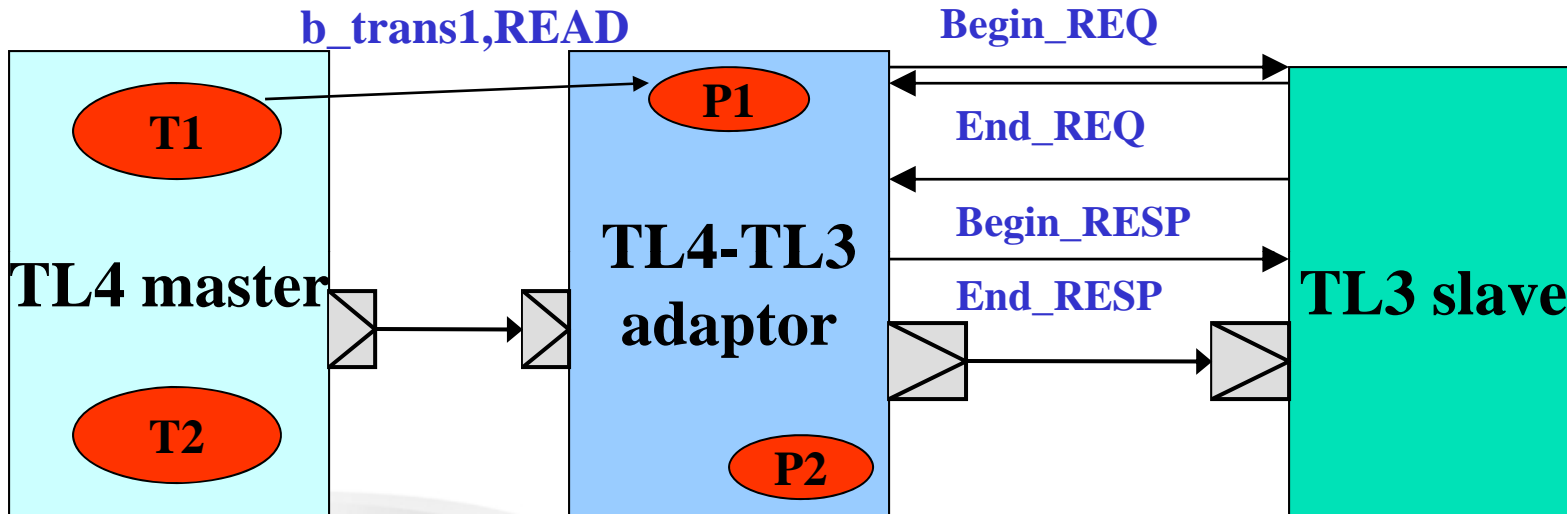 b_trans1,READ
Begin_REQ
T1
P1
End_REQ
Begin_RESP
TL4 master
TL4-TL3
adaptor
End_RESP
TL3 slave
T2
P2